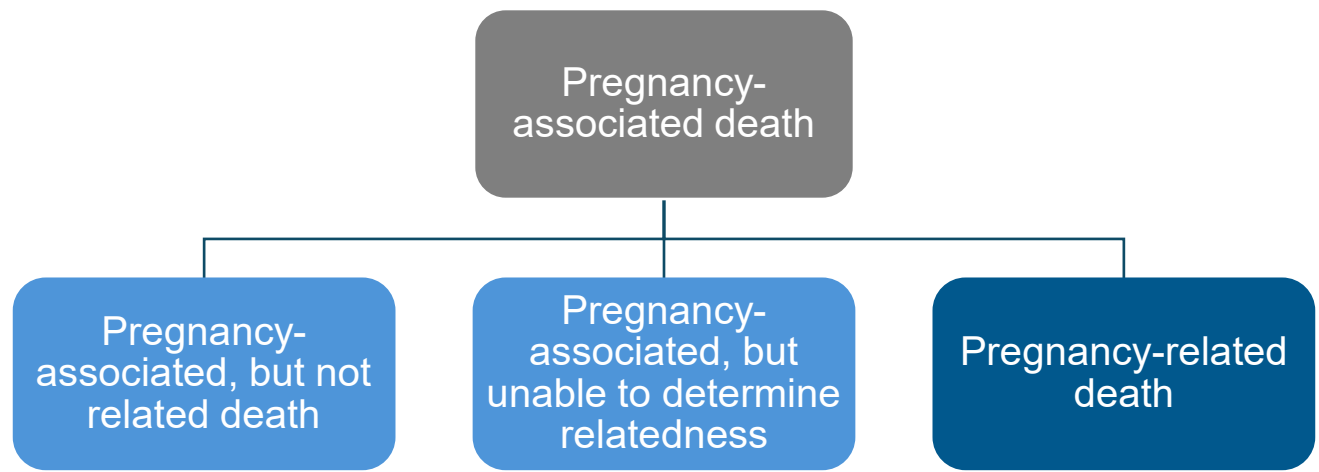 Pregnancy-
associated death
Pregnancy-
associated, but not
related death
Pregnancy-
associated, but
unable to determine
relatedness
Pregnancy-related
death